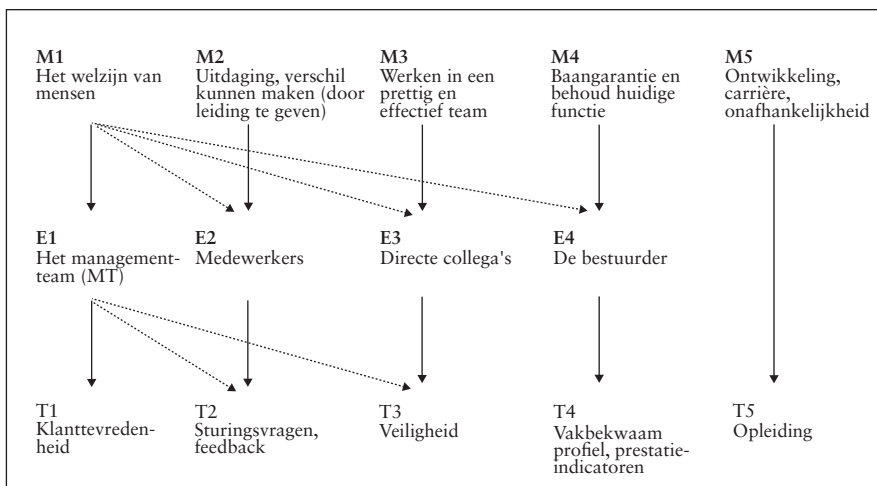 M1
Het welzijn van
mensen
M2
Uitdaging, verschil
kunnen maken (door
leiding te geven)
M3
Werken in een
prettig en
effectief team
M4
Baangarantie en
behoud huidige
functie
M5
Ontwikkeling,
carrière,
onafhankelijkheid
E1
Het management-
team (MT)
E2
Medewerkers
E3
Directe collega's
E4
De bestuurder
T1
Klanttevreden-
heid
T2
Sturingsvragen,
feedback
T3
Veiligheid
T4
Vakbekwaam
profiel, prestatie-
indicatoren
T5
Opleiding